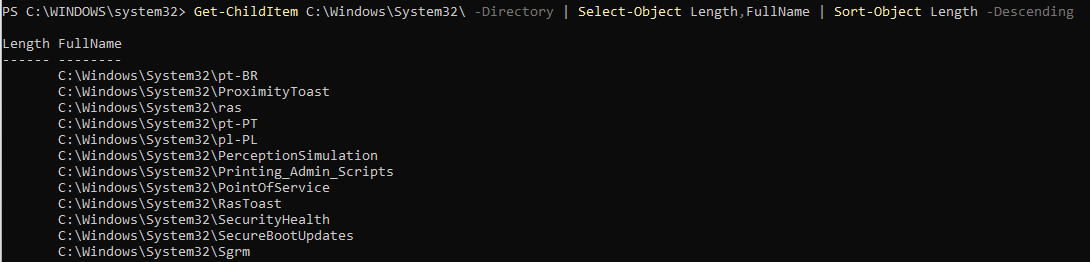 PS C:\WINDOWS\system32> Get-ChildItem C:\Windows\System32\ -Directory | Select-Object Length,FullName | Sort-Object Length -Descending
Length FullName
------ --------
C:\Windows\System32\pt-BR
C:\Windows\System32\ProximityToast
C:\Windows\System32\ras
C:\Windows\System32\pt-PT
C:\Windows\System32\pl-PL
C:\Windows\System32\PerceptionSimulation
C:\Windows\System32\Printing_Admin_Scripts
C:\Windows\System32\PointOfService
C:\Windows\System32\RasToast
C:\Windows\System32\SecurityHealth
C:\Windows\System32\SecureBootUpdates
C:\Windows\System32\Sgrm